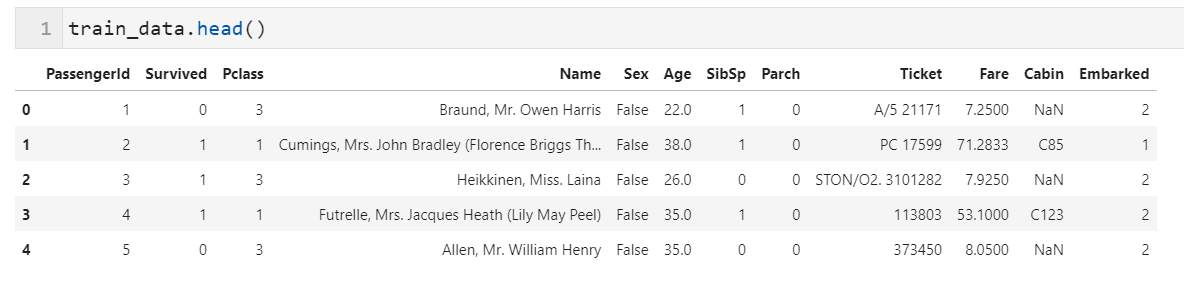 1 train_data.head()
PassengerId Survived Pclass Name Sex Age SibSp Parch Ticket Fare Cabin Embarked
0 1 0 3 Braund, Mr. Owen Harris False 22.0 1 0 A/5 21171 7.2500 NaN 2
1 2 1 1 Cumings, Mrs. John Bradley (Florence Briggs Th... False 38.0 1 0 PC 17599 71.2833 C85 1
2 3 1 3 Heikkinen, Miss. Laina False 26.0 0 0 STON/O2. 3101282 7.9250 NaN 2
3 4 1 1 Futrelle, Mrs. Jacques Heath (Lily May Peel) False 35.0 1 0 113803 53.1000 C123 2
4 5 0 3 Allen, Mr. William Henry False 35.0 0 0 373450 8.0500 NaN 2